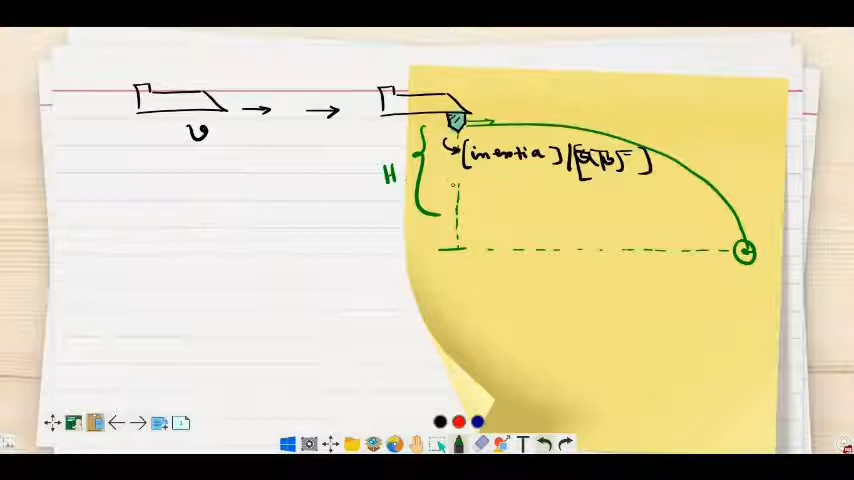 υ
[inertia] / [
H